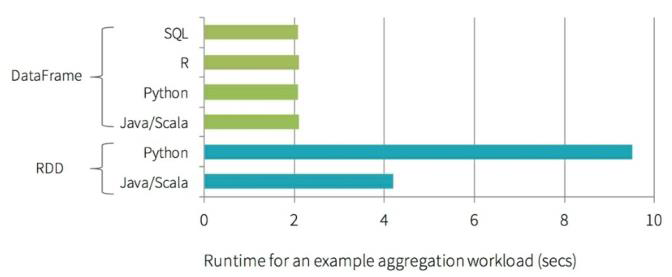 SQL
R
DataFrame
Python
Java/Scala
Python
RDD
Java/Scala
0 2 4 6 8 10
Runtime for an example aggregation workload (secs)